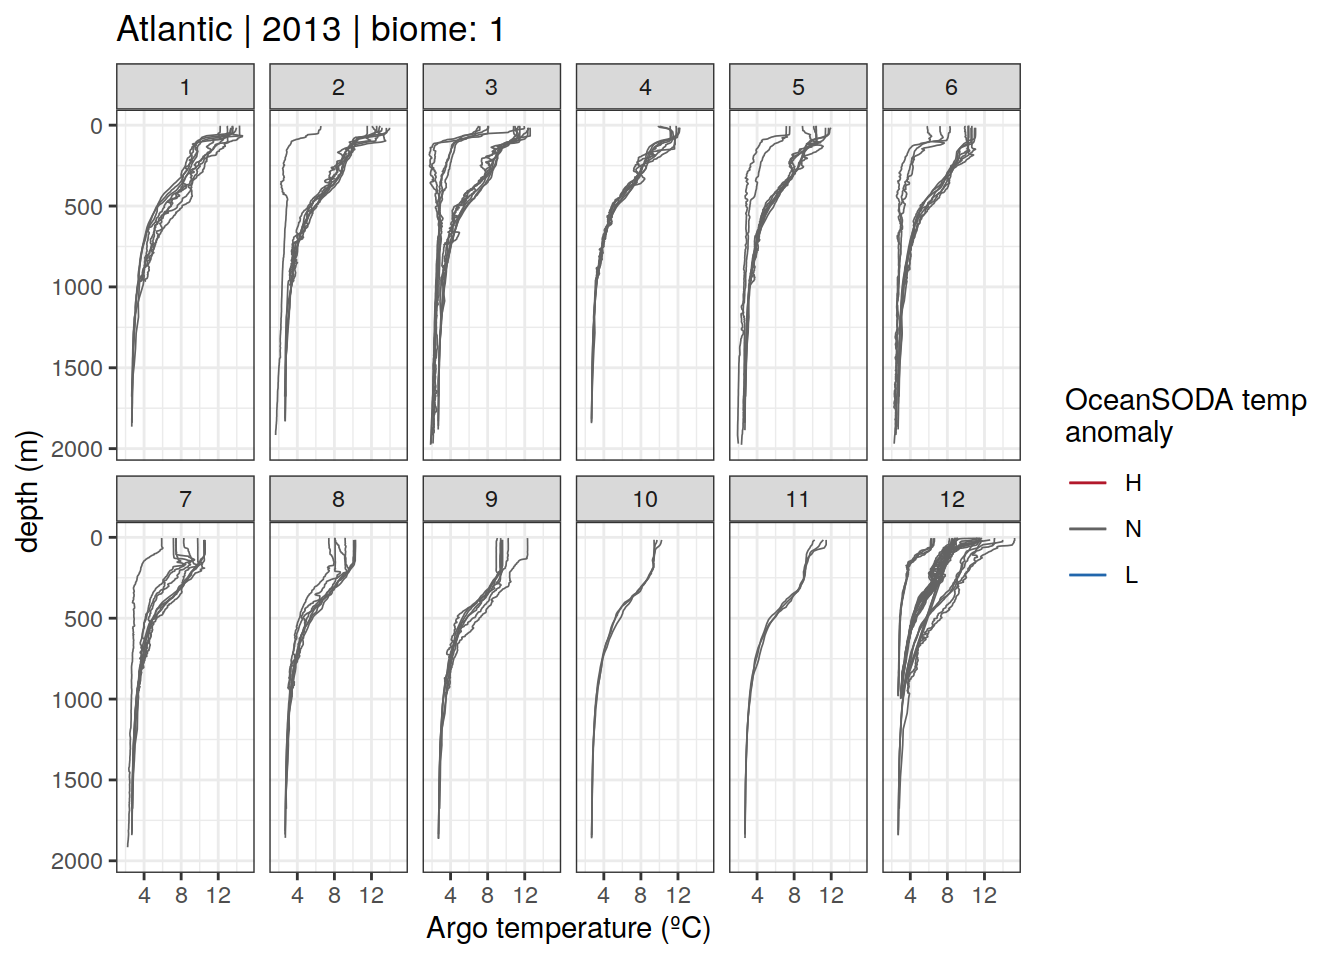 Atlantic | 2013 | biome: 1
1 2 3 4 5 6
0
500
1000
1500
2000
7 8 9 10 11 12
0
500
1000
1500
2000
4 8 12 4 8 12 4 8 12 4 8 12 4 8 12 4 8 12
Argo temperature (ºC)
depth (m)
OceanSODA temp
anomaly
H
N
L